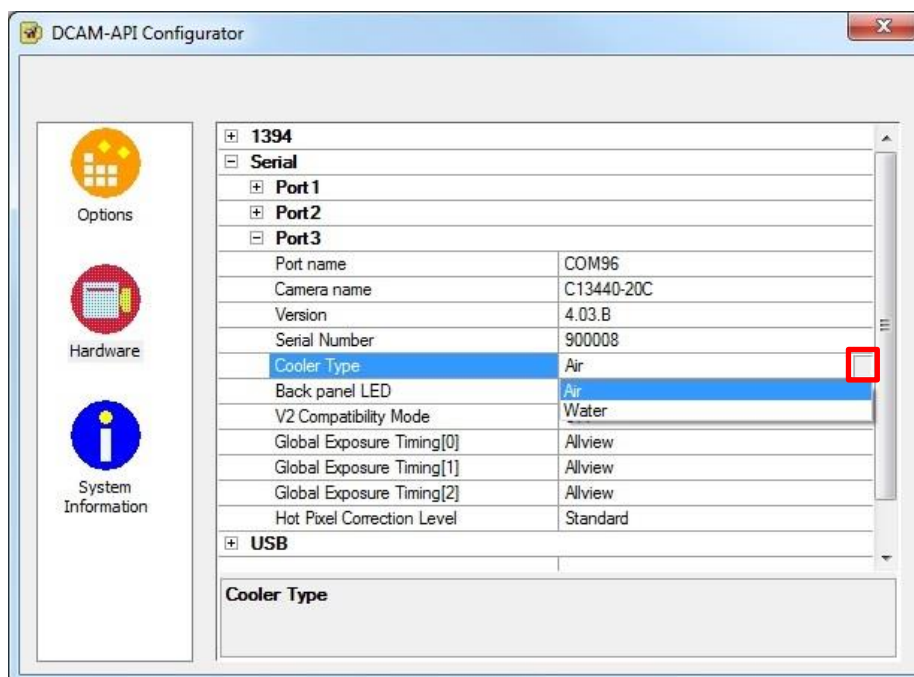 DCAM-API Configurator
Options
Hardware
System
Information
1394
Serial
Port1
Port2
Port3
Port name COM96
Camera name C13440-20C
Version 4.03.B
Serial Number 900008
Cooler Type Air
Back panel LED Air
Water
V2 Compatibility Mode
Global Exposure Timing[0] Allview
Global Exposure Timing[1] Allview
Global Exposure Timing[2] Allview
Hot Pixel Correction Level Standard
USB
Cooler Type